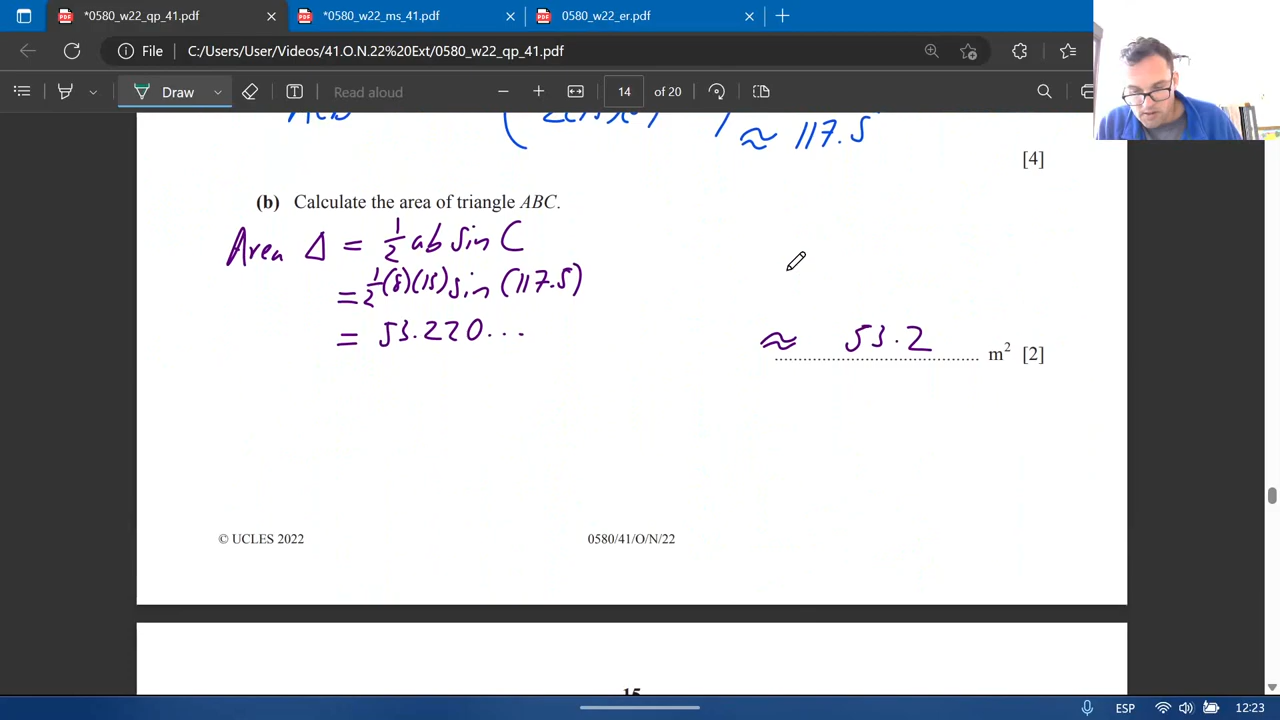 *0580_w22_qp_41.pdf
*0580_w22_ms_41.pdf
0580_w22_er.pdf
File
C:/Users/User/Videos/41.O.N.22%20Ext/0580_w22_qp_41.pdf
Draw
Read aloud
14 of 20
≈ 117.5
[4]
(b) Calculate the area of triangle ABC.
Area Δ = 1/2 ab Sin C
= 1/2 (8)(15) sin (117.5)
= 53.220...
≈ 53.2
m² [2]
© UCLES 2022
0580/41/O/N/22
15
ESP
12:23